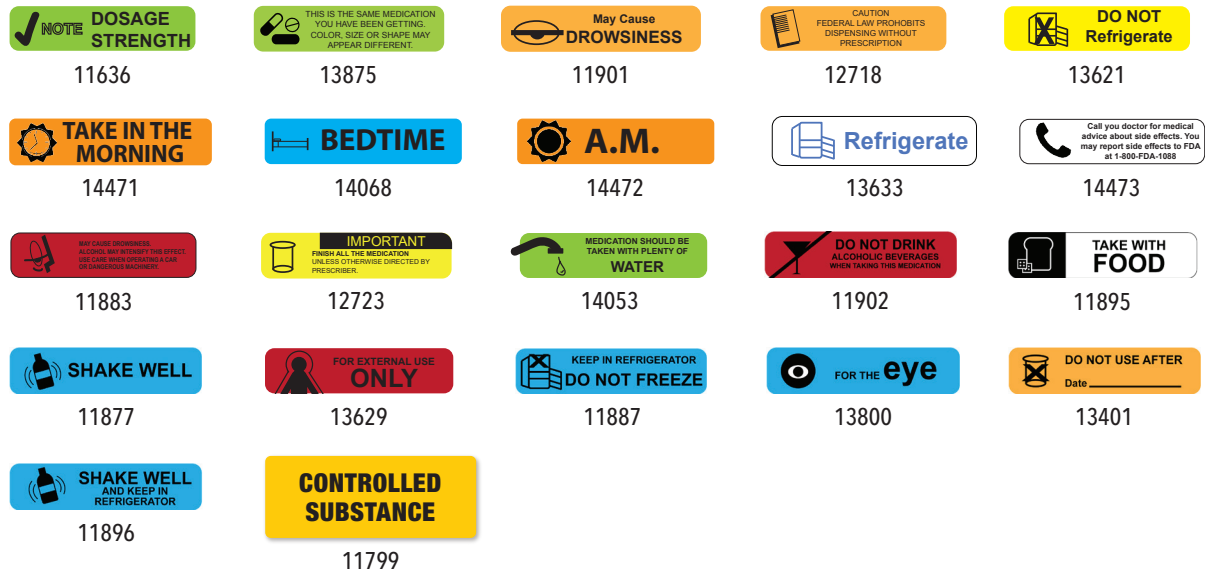 NOTE DOSAGE
STRENGTH
11636
THIS IS THE SAME MEDICATION
YOU HAVE BEEN GETTING.
COLOR, SIZE OR SHAPE MAY
APPEAR DIFFERENT.
13875
May Cause
DROWSINESS
11901
CAUTION
FEDERAL LAW PROHOBITS
DISPENSING WITHOUT
PRESCRIPTION
12718
DO NOT
Refrigerate
13621
TAKE IN THE
MORNING
14471
BEDTIME
14068
A.M.
14472
Refrigerate
13633
Call you doctor for medical
advice about side effects. You
may report side effects to FDA
at 1-800-FDA-1088
14473
MAY CAUSE DROWSINESS.
ALCOHOL MAY INTENSIFY THIS EFFECT.
USE CARE WHEN OPERATING A CAR
OR DANGEROUS MACHINERY.
11883
IMPORTANT
FINISH ALL THE MEDICATION
UNLESS OTHERWISE DIRECTED BY
PRESCRIBER.
12723
MEDICATION SHOULD BE
TAKEN WITH PLENTY OF
WATER
14053
DO NOT DRINK
ALCOHOLIC BEVERAGES
WHEN TAKING THIS MEDICATION
11902
TAKE WITH
FOOD
11895
SHAKE WELL
11877
FOR EXTERNAL USE
ONLY
13629
KEEP IN REFRIGERATOR
DO NOT FREEZE
11887
FOR THE eye
13800
DO NOT USE AFTER
Date
13401
SHAKE WELL
AND KEEP IN
REFRIGERATOR
11896
CONTROLLED
SUBSTANCE
11799